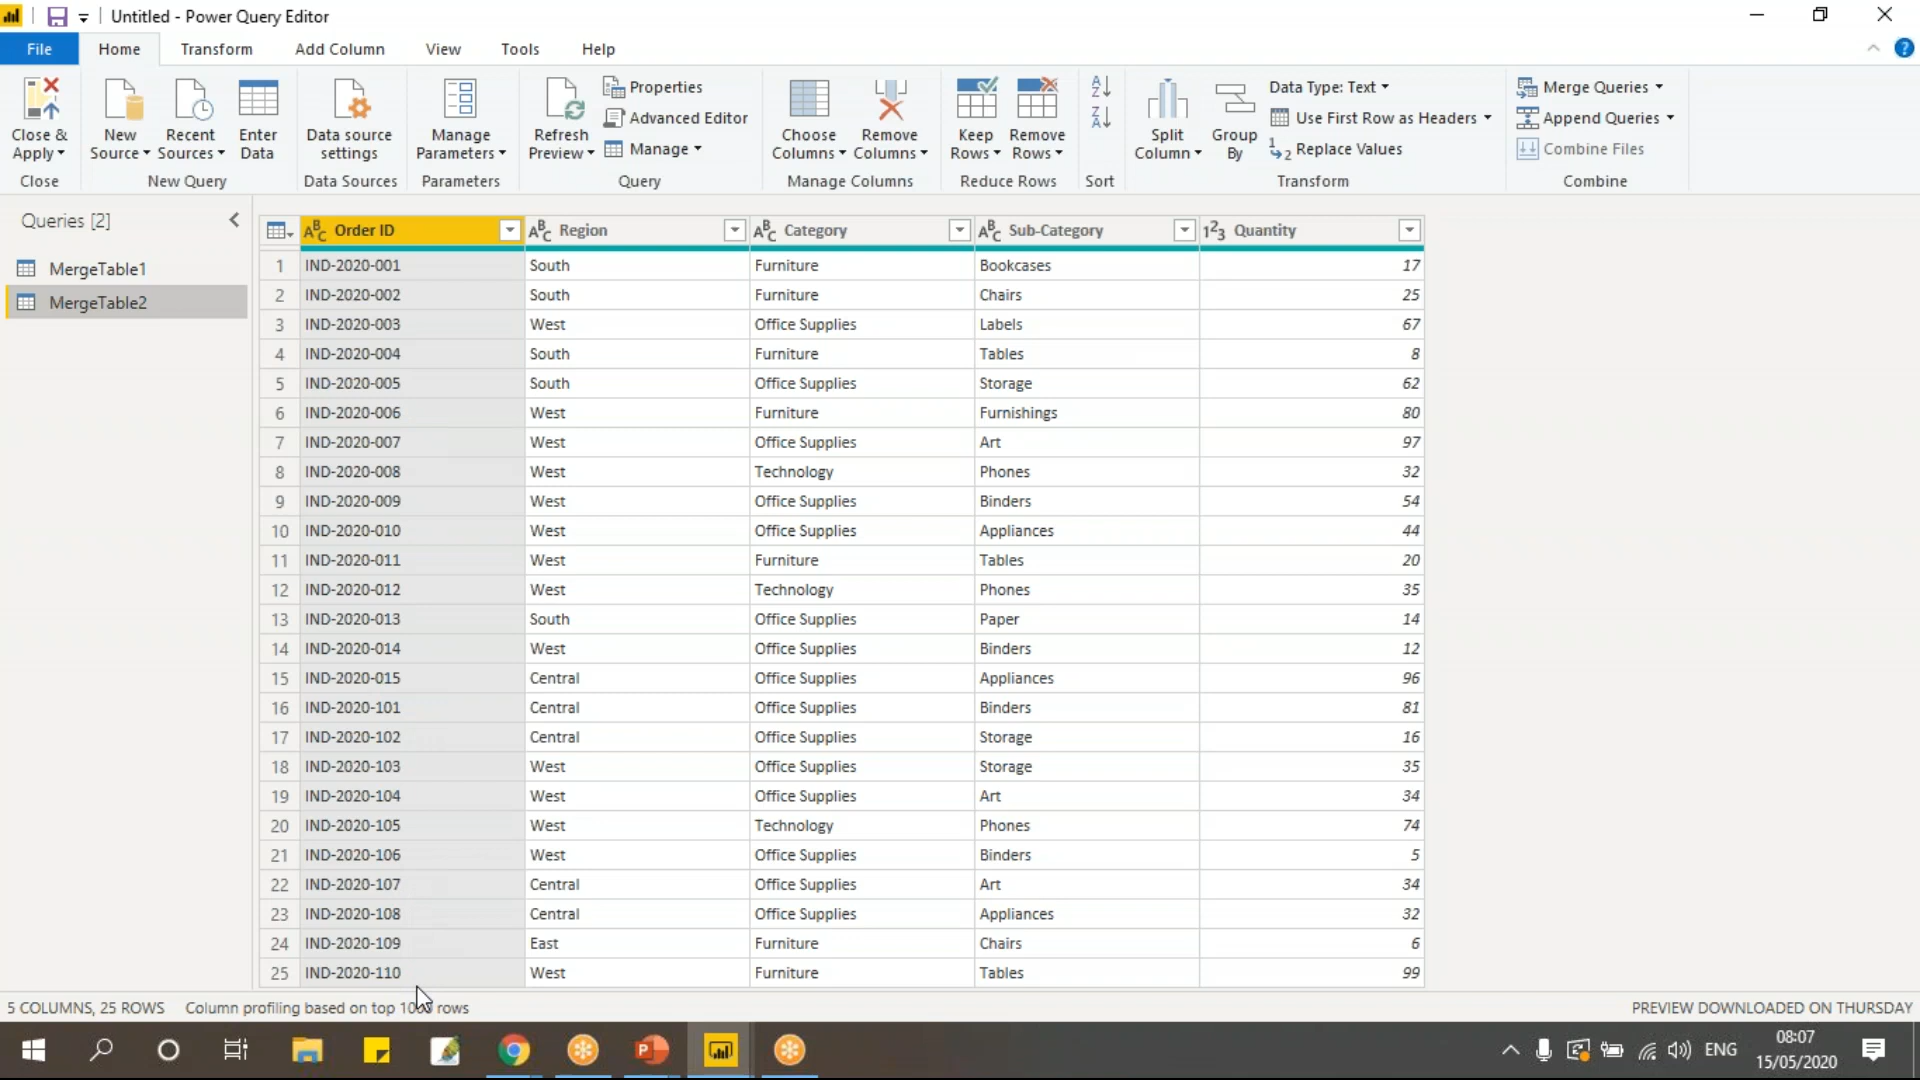 Untitled - Power Query Editor
File Home Transform Add Column View Tools Help
Close & Apply
New Source
Recent Sources
Enter Data
Data source settings
Manage Parameters
Refresh Preview
Properties
Advanced Editor
Manage
Choose Columns
Remove Columns
Keep Rows
Remove Rows
Split Column
Group By
Data Type: Text
Use First Row as Headers
Replace Values
Merge Queries
Append Queries
Combine Files
Close New Query Data Sources Parameters Query Manage Columns Reduce Rows Sort Transform Combine
Queries [2]
MergeTable1
MergeTable2
Order ID Region Category Sub-Category Quantity
1 IND-2020-001 South Furniture Bookcases 17
2 IND-2020-002 South Furniture Chairs 25
3 IND-2020-003 West Office Supplies Labels 67
4 IND-2020-004 South Furniture Tables 8
5 IND-2020-005 South Office Supplies Storage 62
6 IND-2020-006 West Furniture Furnishings 80
7 IND-2020-007 West Office Supplies Art 97
8 IND-2020-008 West Technology Phones 32
9 IND-2020-009 West Office Supplies Binders 54
10 IND-2020-010 West Office Supplies Appliances 44
11 IND-2020-011 West Furniture Tables 20
12 IND-2020-012 West Technology Phones 35
13 IND-2020-013 South Office Supplies Paper 14
14 IND-2020-014 West Office Supplies Binders 12
15 IND-2020-015 Central Office Supplies Appliances 96
16 IND-2020-101 Central Office Supplies Binders 81
17 IND-2020-102 Central Office Supplies Storage 16
18 IND-2020-103 West Office Supplies Storage 35
19 IND-2020-104 West Office Supplies Art 34
20 IND-2020-105 West Technology Phones 74
21 IND-2020-106 West Office Supplies Binders 5
22 IND-2020-107 Central Office Supplies Art 34
23 IND-2020-108 Central Office Supplies Appliances 32
24 IND-2020-109 East Furniture Chairs 6
25 IND-2020-110 West Furniture Tables 99
5 COLUMNS, 25 ROWS Column profiling based on top 1000 rows PREVIEW DOWNLOADED ON THURSDAY
ENG
08:07
15/05/2020